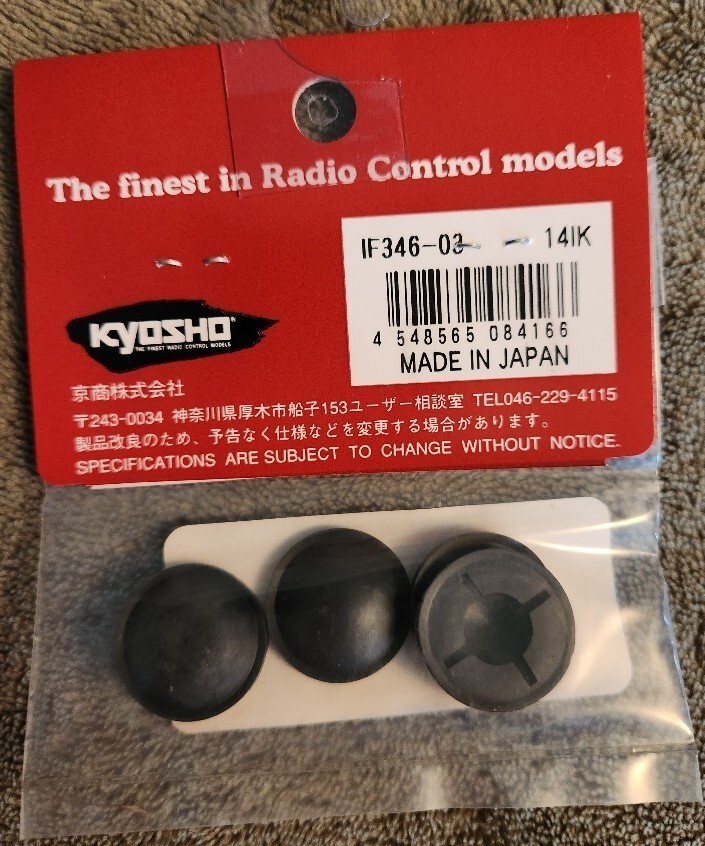 The finest in Radio Control models
IF346-03 14IK
4 548565 084166
MADE IN JAPAN
KYOSHO
THE FINEST RADIO CONTROL MODELS
京商株式会社
〒243-0034 神奈川県厚木市船子153ユーザー相談室 TEL046-229-4115
製品改良のため、予告なく仕様などを変更する場合があります。
SPECIFICATIONS ARE SUBJECT TO CHANGE WITHOUT NOTICE.